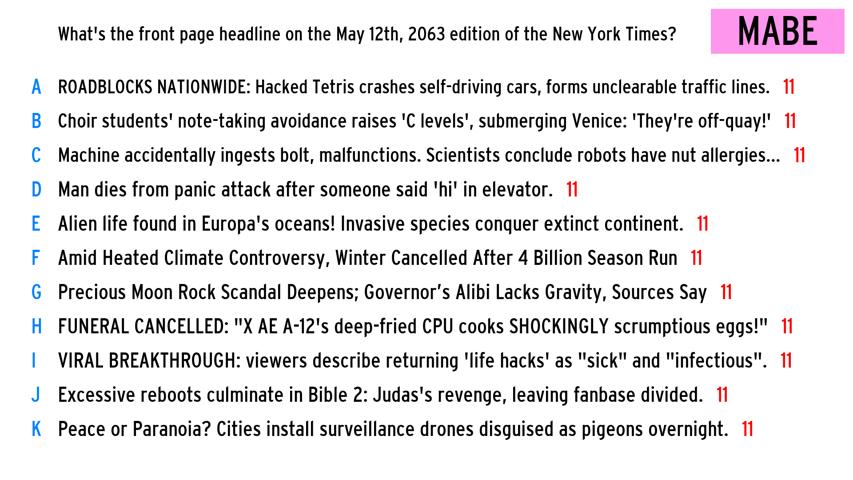 What's the front page headline on the May 12th, 2063 edition of the New York Times?
MABE
A ROADBLOCKS NATIONWIDE: Hacked Tetris crashes self-driving cars, forms unclearable traffic lines. 11
B Choir students' note-taking avoidance raises 'C levels', submerging Venice: 'They're off-quay!' 11
C Machine accidentally ingests bolt, malfunctions. Scientists conclude robots have nut allergies... 11
D Man dies from panic attack after someone said 'hi' in elevator. 11
E Alien life found in Europa's oceans! Invasive species conquer extinct continent. 11
F Amid Heated Climate Controversy, Winter Cancelled After 4 Billion Season Run 11
G Precious Moon Rock Scandal Deepens; Governor’s Alibi Lacks Gravity, Sources Say 11
H FUNERAL CANCELLED: "X AE A-12's deep-fried CPU cooks SHOCKINGLY scrumptious eggs!" 11
I VIRAL BREAKTHROUGH: viewers describe returning 'life hacks' as "sick" and "infectious". 11
J Excessive reboots culminate in Bible 2: Judas's revenge, leaving fanbase divided. 11
K Peace or Paranoia? Cities install surveillance drones disguised as pigeons overnight. 11